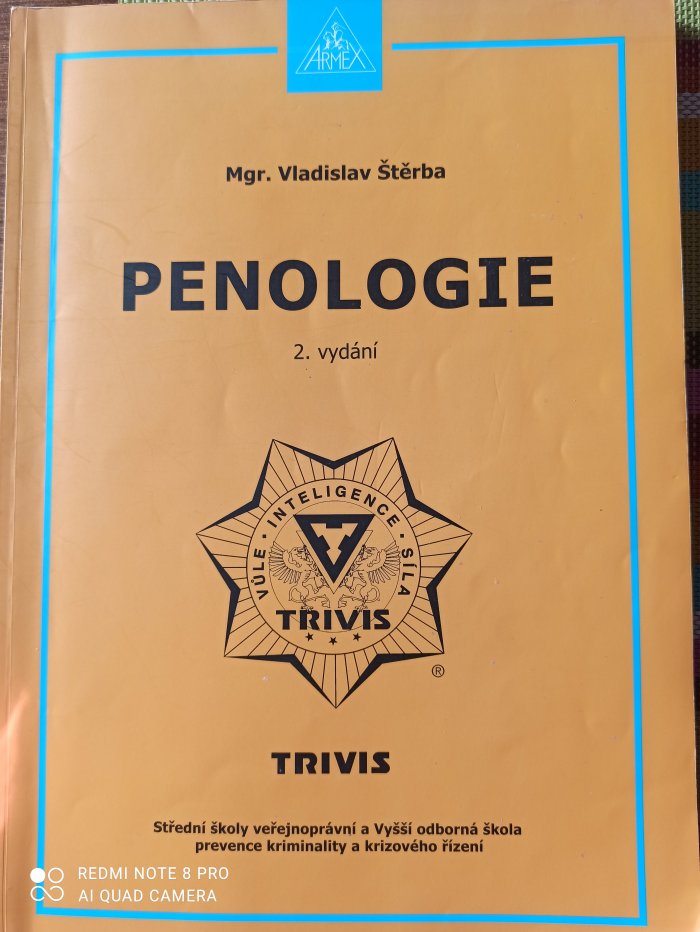 ARMEX
Mgr. Vladislav Štěrba
PENOLOGIE
2. vydání
VŮLE · INTELIGENCE · SÍLA
TRIVIS
®
TRIVIS
Střední školy veřejnoprávní a Vyšší odborná škola
prevence kriminality a krizového řízení
REDMI NOTE 8 PRO
AI QUAD CAMERA